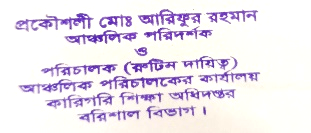 প্রকৌশলী মোঃ আরিফুর রহমান
আঞ্চলিক পরিদর্শক
ও
পরিচালক (রুটিন দায়িত্ব)
আঞ্চলিক পরিচালকের কার্যালয়
কারিগরি শিক্ষা অধিদপ্তর
বরিশাল বিভাগ।